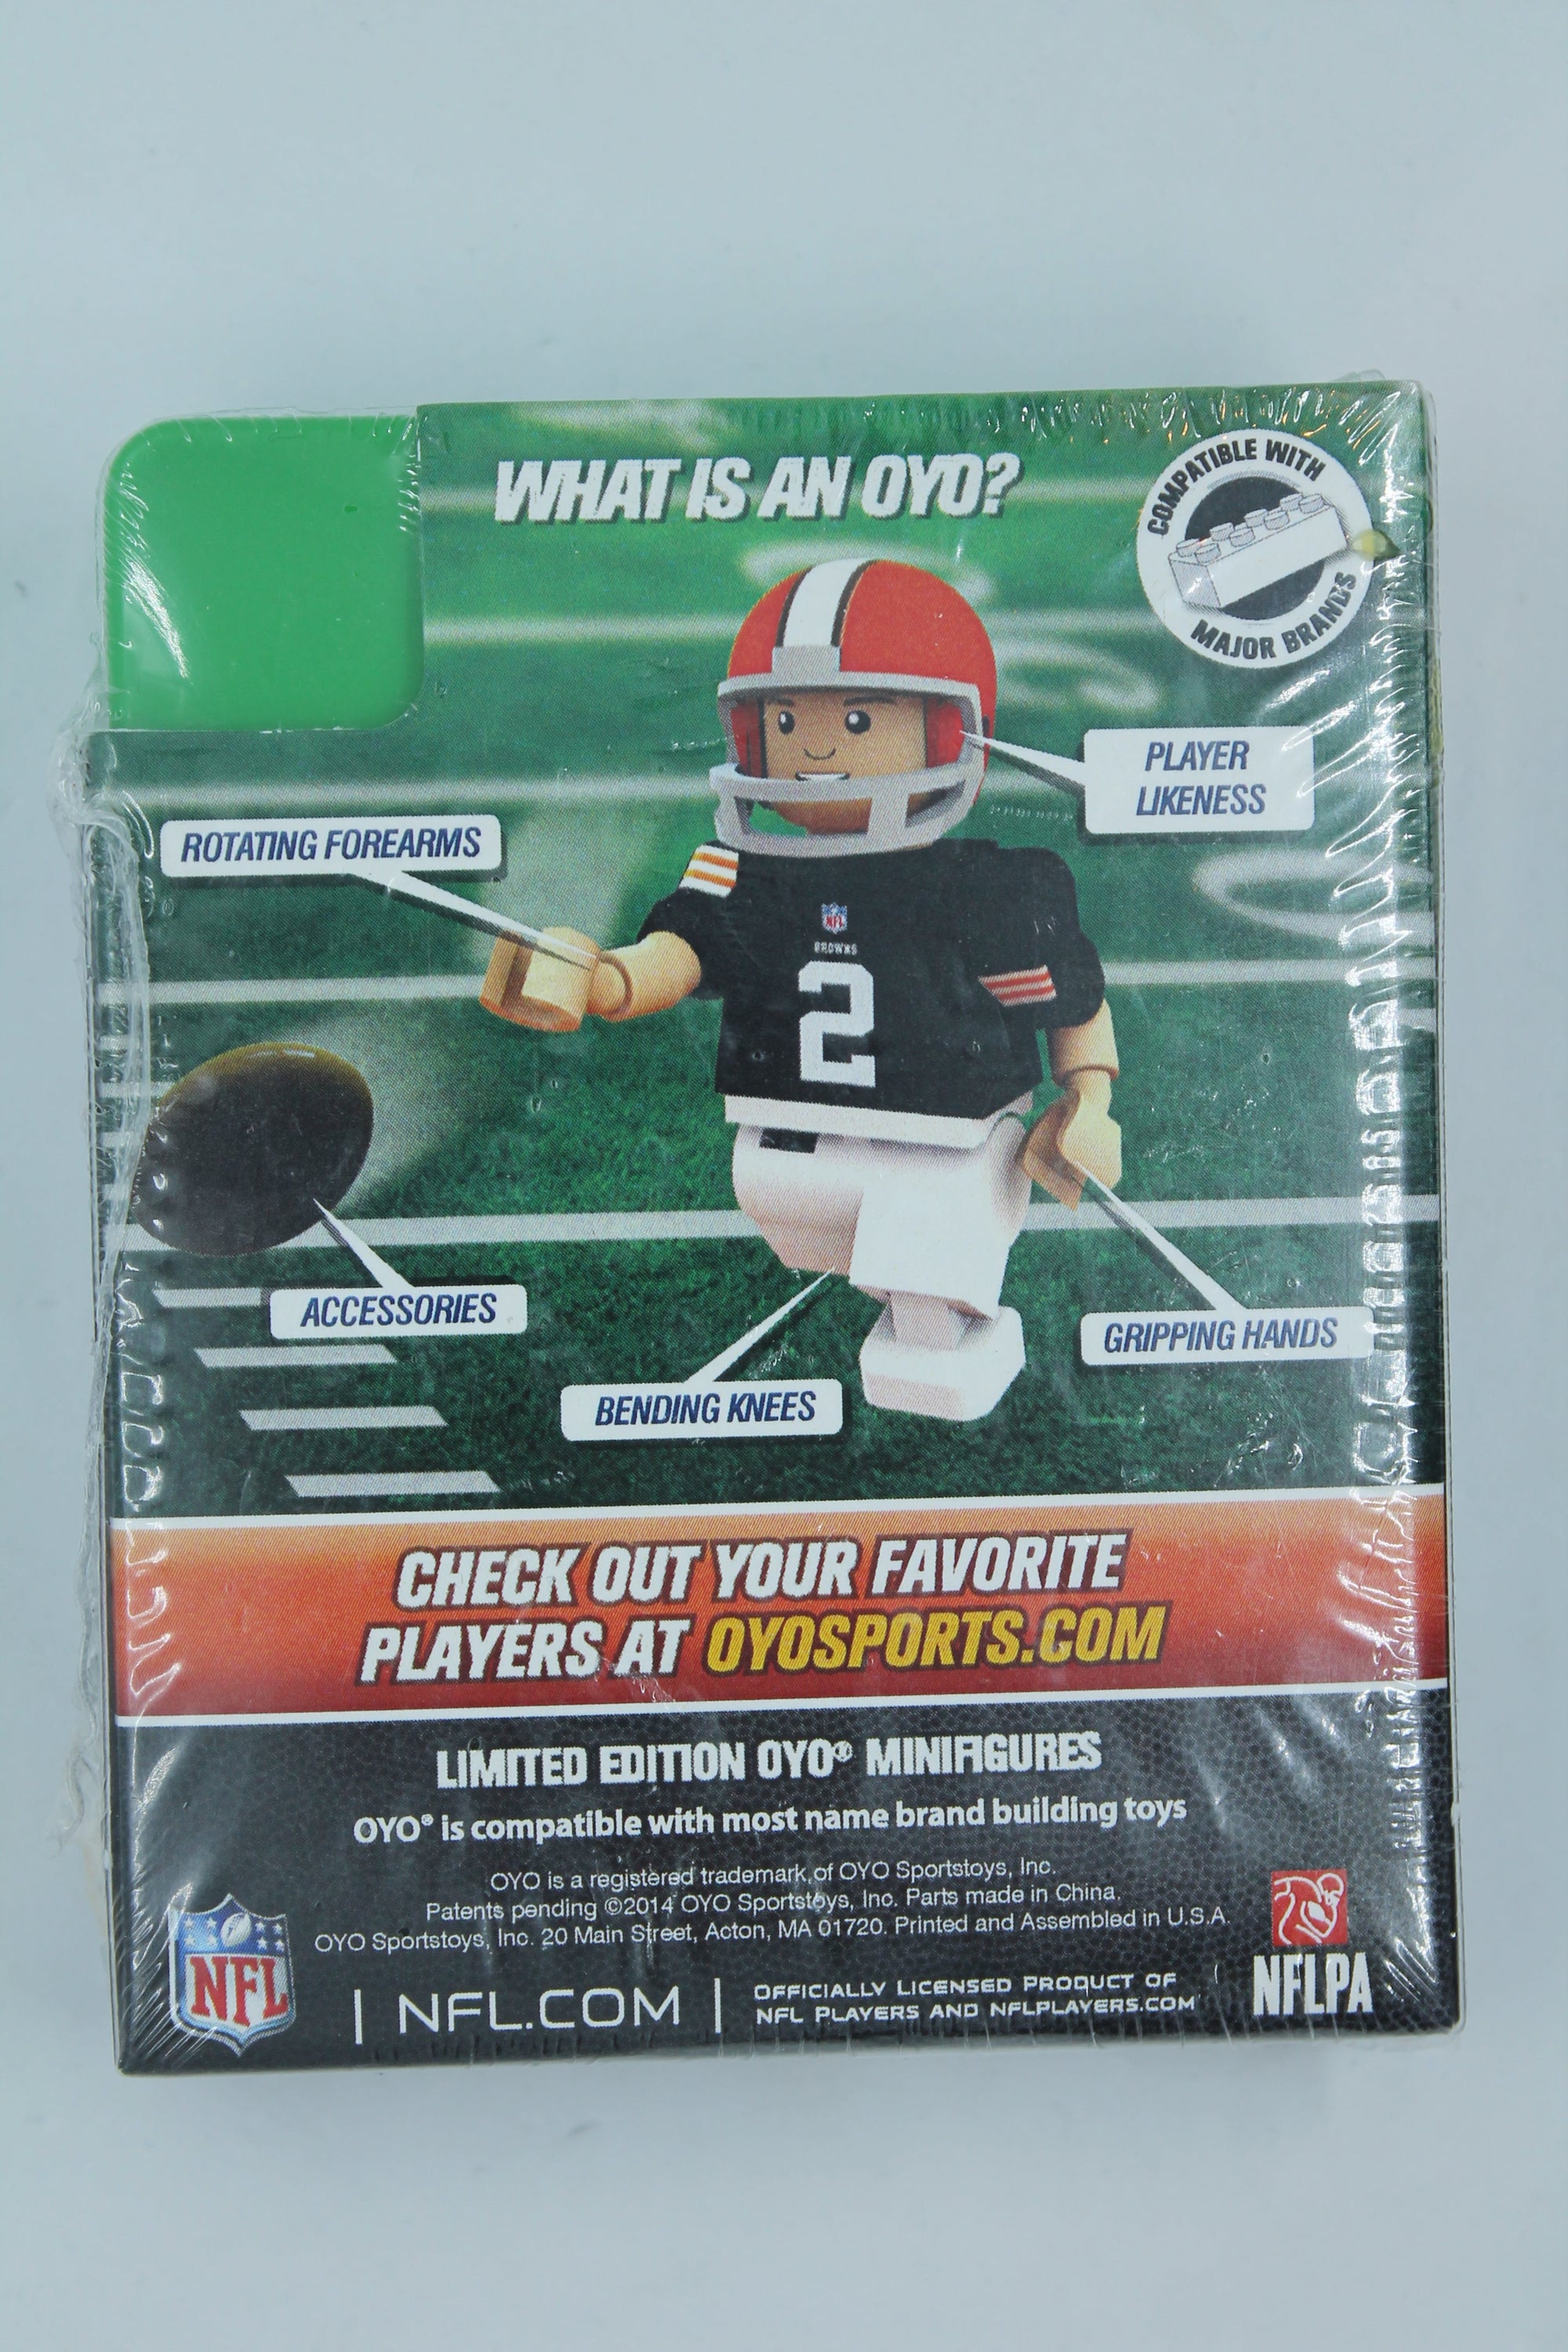 WHAT IS AN OYO?
COMPATIBLE WITH
MAJOR BRANDS
PLAYER
LIKENESS
ROTATING FOREARMS
NFL
BROWNS
2
ACCESSORIES
GRIPPING HANDS
BENDING KNEES
CHECK OUT YOUR FAVORITE
PLAYERS AT OYOSPORTS.COM
LIMITED EDITION OYO® MINIFIGURES
OYO® is compatible with most name brand building toys
OYO is a registered trademark of OYO Sportstoys, Inc.
Patents pending ©2014 OYO Sportstoys, Inc. Parts made in China.
OYO Sportstoys, Inc. 20 Main Street, Acton, MA 01720. Printed and Assembled in U.S.A.
NFL
| NFL.COM |
OFFICIALLY LICENSED PRODUCT OF
NFL PLAYERS AND NFLPLAYERS.COM
NFLPA